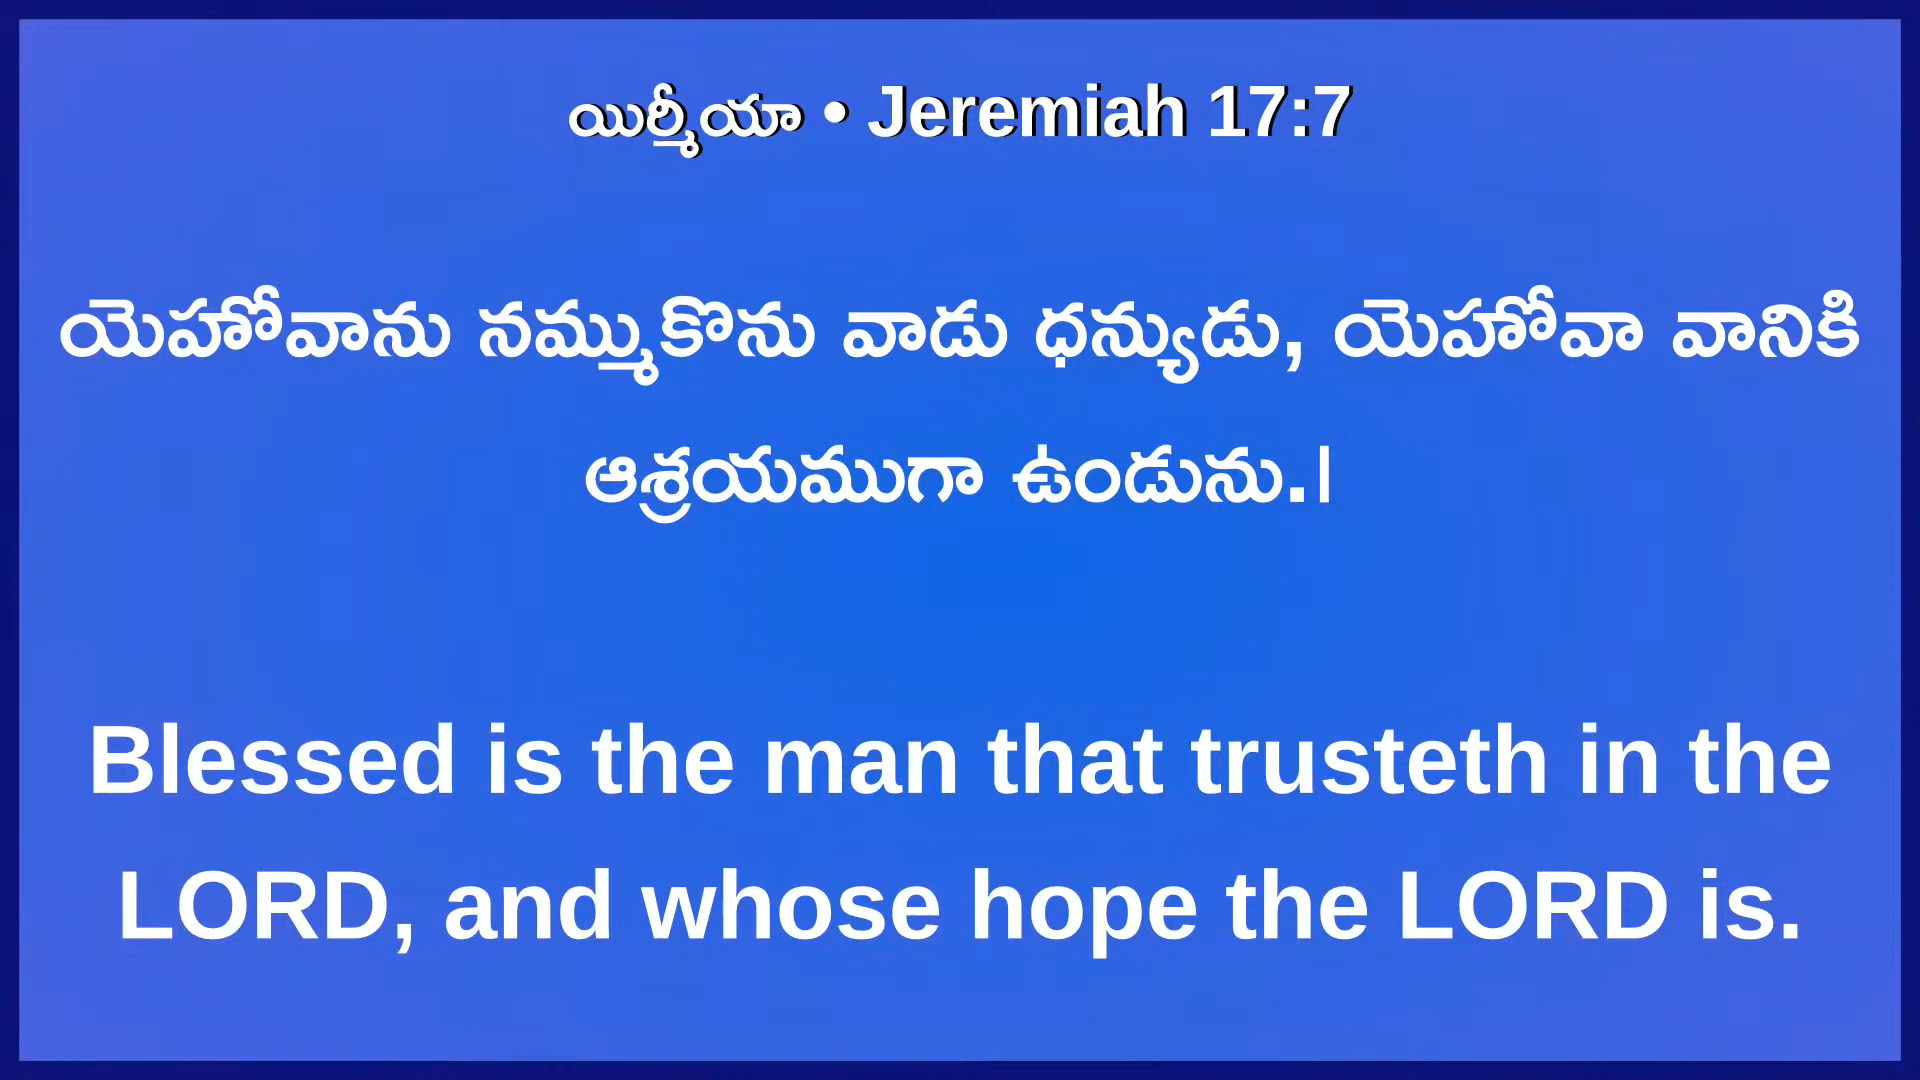 యిర్మీయా • Jeremiah 17:7
యెహోవాను నమ్ముకొను వాడు ధన్యుడు, యెహోవా వానికి
ఆశ్రయముగా ఉండును.।
Blessed is the man that trusteth in the
LORD, and whose hope the LORD is.